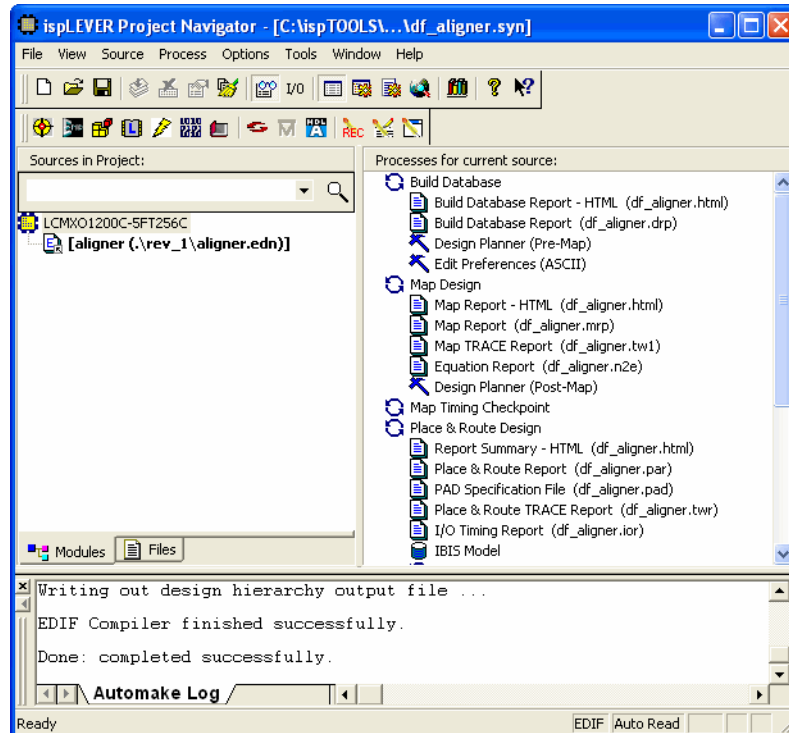 ispLEVER Project Navigator - [C:\ispTOOLS\...\df_aligner.syn]
File View Source Process Options Tools Window Help
I/O
L
HDL
A
REC
Sources in Project:
LCMXO1200C-5FT256C
[aligner (.\rev_1\aligner.edn)]
Modules
Files
Processes for current source:
Build Database
Build Database Report - HTML (df_aligner.html)
Build Database Report (df_aligner.drp)
Design Planner (Pre-Map)
Edit Preferences (ASCII)
Map Design
Map Report - HTML (df_aligner.html)
Map Report (df_aligner.mrp)
Map TRACE Report (df_aligner.tw1)
Equation Report (df_aligner.n2e)
Design Planner (Post-Map)
Map Timing Checkpoint
Place & Route Design
Report Summary - HTML (df_aligner.html)
Place & Route Report (df_aligner.par)
PAD Specification File (df_aligner.pad)
Place & Route TRACE Report (df_aligner.twr)
I/O Timing Report (df_aligner.ior)
IBIS Model
Writing out design hierarchy output file ...
EDIF Compiler finished successfully.
Done: completed successfully.
Automake Log
Ready
EDIF
Auto Read